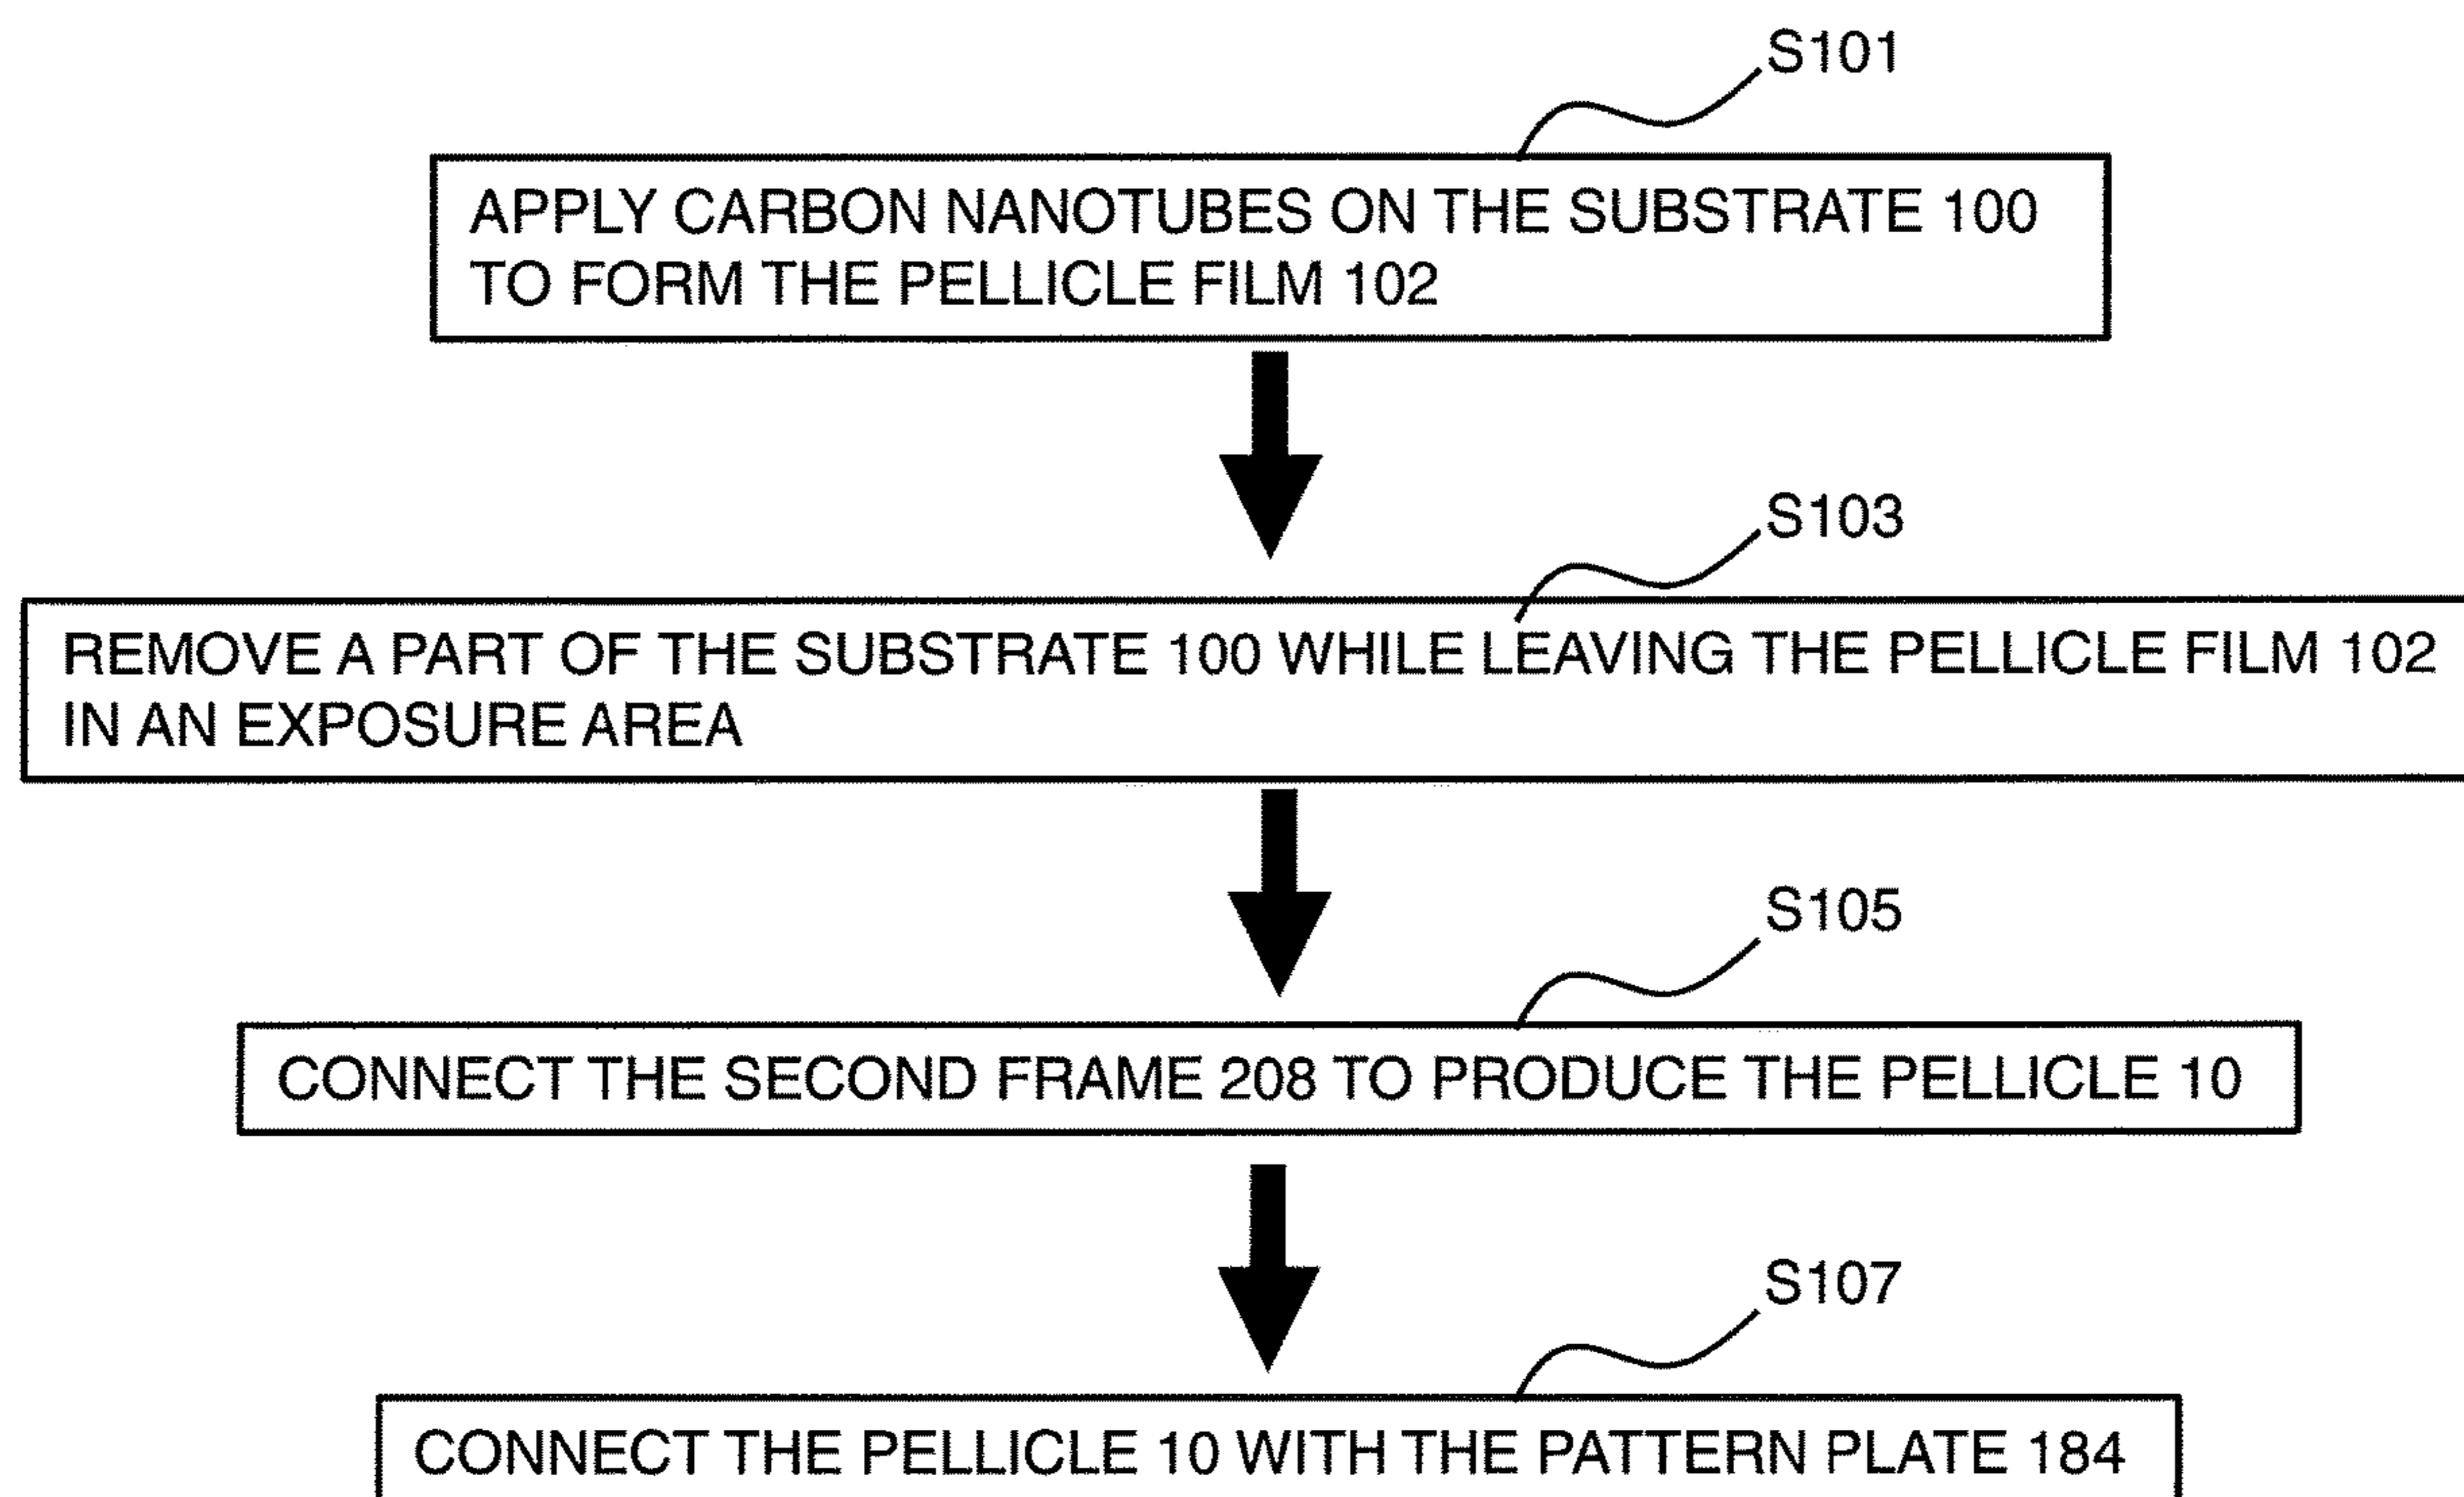 S101
APPLY CARBON NANOTUBES ON THE SUBSTRATE 100
TO FORM THE PELLICLE FILM 102
S103
REMOVE A PART OF THE SUBSTRATE 100 WHILE LEAVING THE PELLICLE FILM 102
IN AN EXPOSURE AREA
S105
CONNECT THE SECOND FRAME 208 TO PRODUCE THE PELLICLE 10
S107
CONNECT THE PELLICLE 10 WITH THE PATTERN PLATE 184